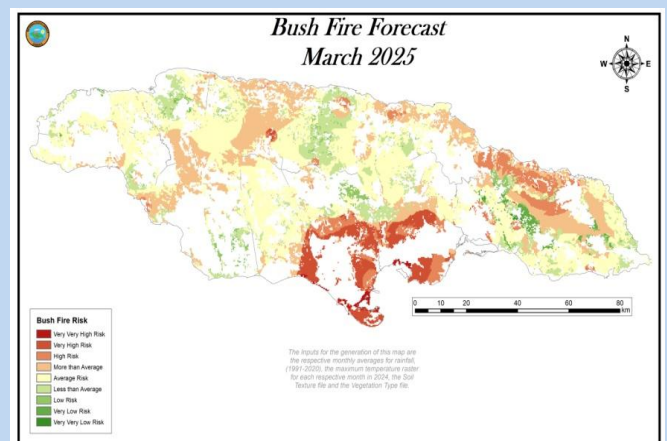 Bush Fire Forecast
March 2025
N
W
E
S
0 10 20 40 60 80
km
Bush Fire Risk
Very Very High Risk
Very High Risk
High Risk
More than Average
Average Risk
Less than Average
Low Risk
Very Low Risk
Very Very Low Risk
The inputs for the generation of this map are
the respective monthly averages for rainfall,
(1991-2020), the maximum temperature raster
for each respective month in 2024, the Soil
Texture file and the Vegetation Type file.